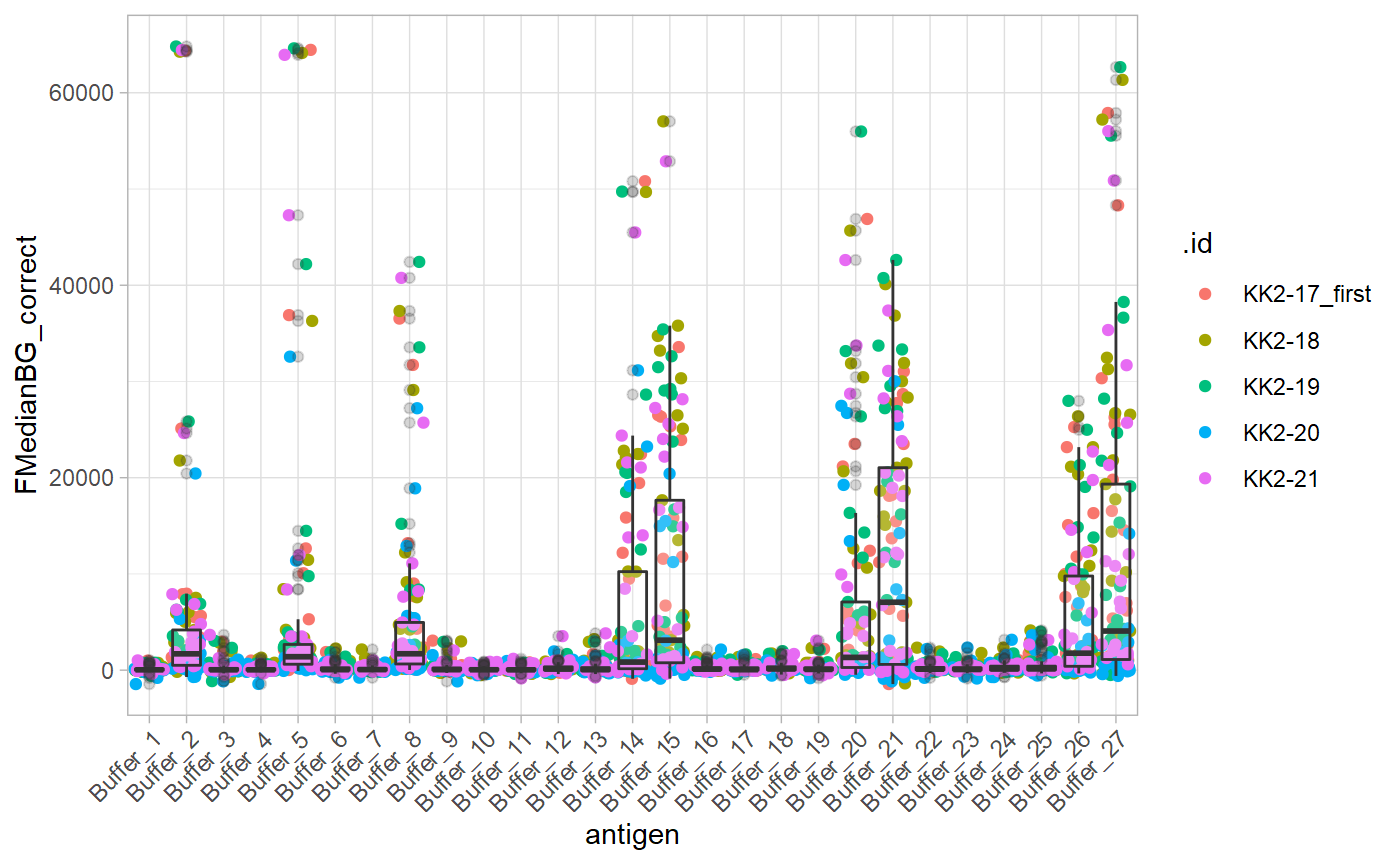 FMedianBG_correct
60000
40000
20000
0
Buffer_1
Buffer_2
Buffer_3
Buffer_4
Buffer_5
Buffer_6
Buffer_7
Buffer_8
Buffer_9
Buffer_10
Buffer_11
Buffer_12
Buffer_13
Buffer_14
Buffer_15
Buffer_16
Buffer_17
Buffer_18
Buffer_19
Buffer_20
Buffer_21
Buffer_22
Buffer_23
Buffer_24
Buffer_25
Buffer_26
Buffer_27
antigen
.id
KK2-17_first
KK2-18
KK2-19
KK2-20
KK2-21